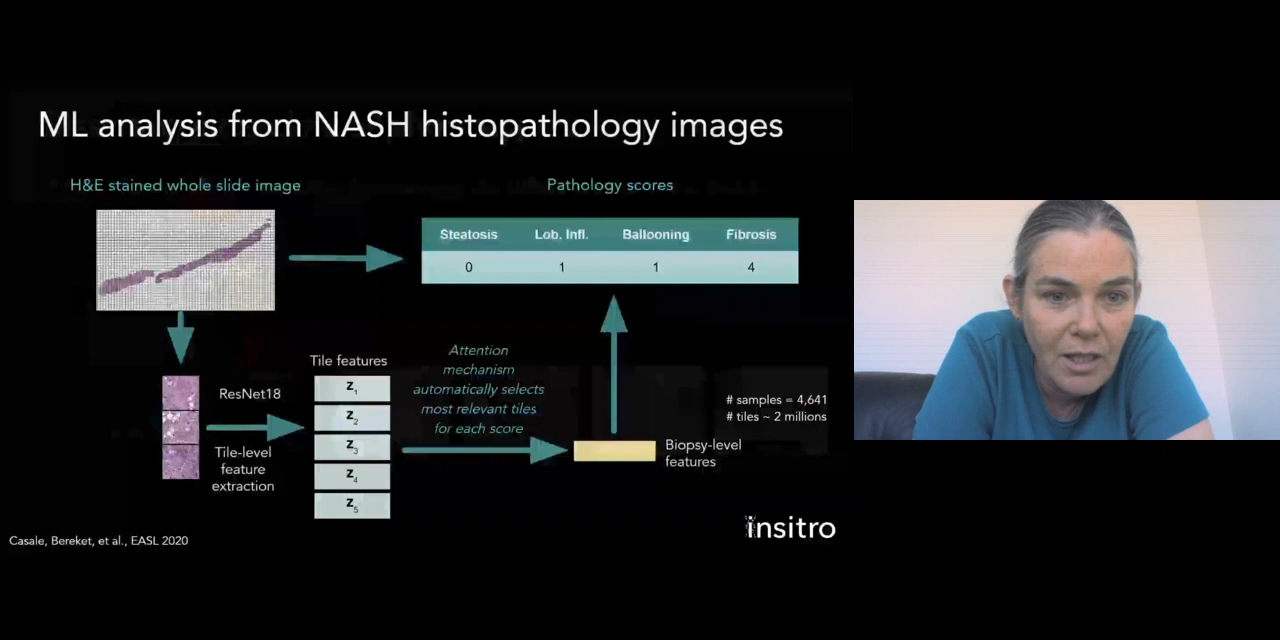 ML analysis from NASH histopathology images
H&E stained whole slide image
Pathology scores
Steatosis Lob. Infl. Ballooning Fibrosis
0 1 1 4
Tile features
Attention
mechanism
automatically selects
most relevant tiles
for each score
ResNet18
Tile-level
feature
extraction
z1
z2
z3
z4
z5
# samples = 4,641
# tiles ~ 2 millions
Biopsy-level
features
insitro
Casale, Bereket, et al., EASL 2020